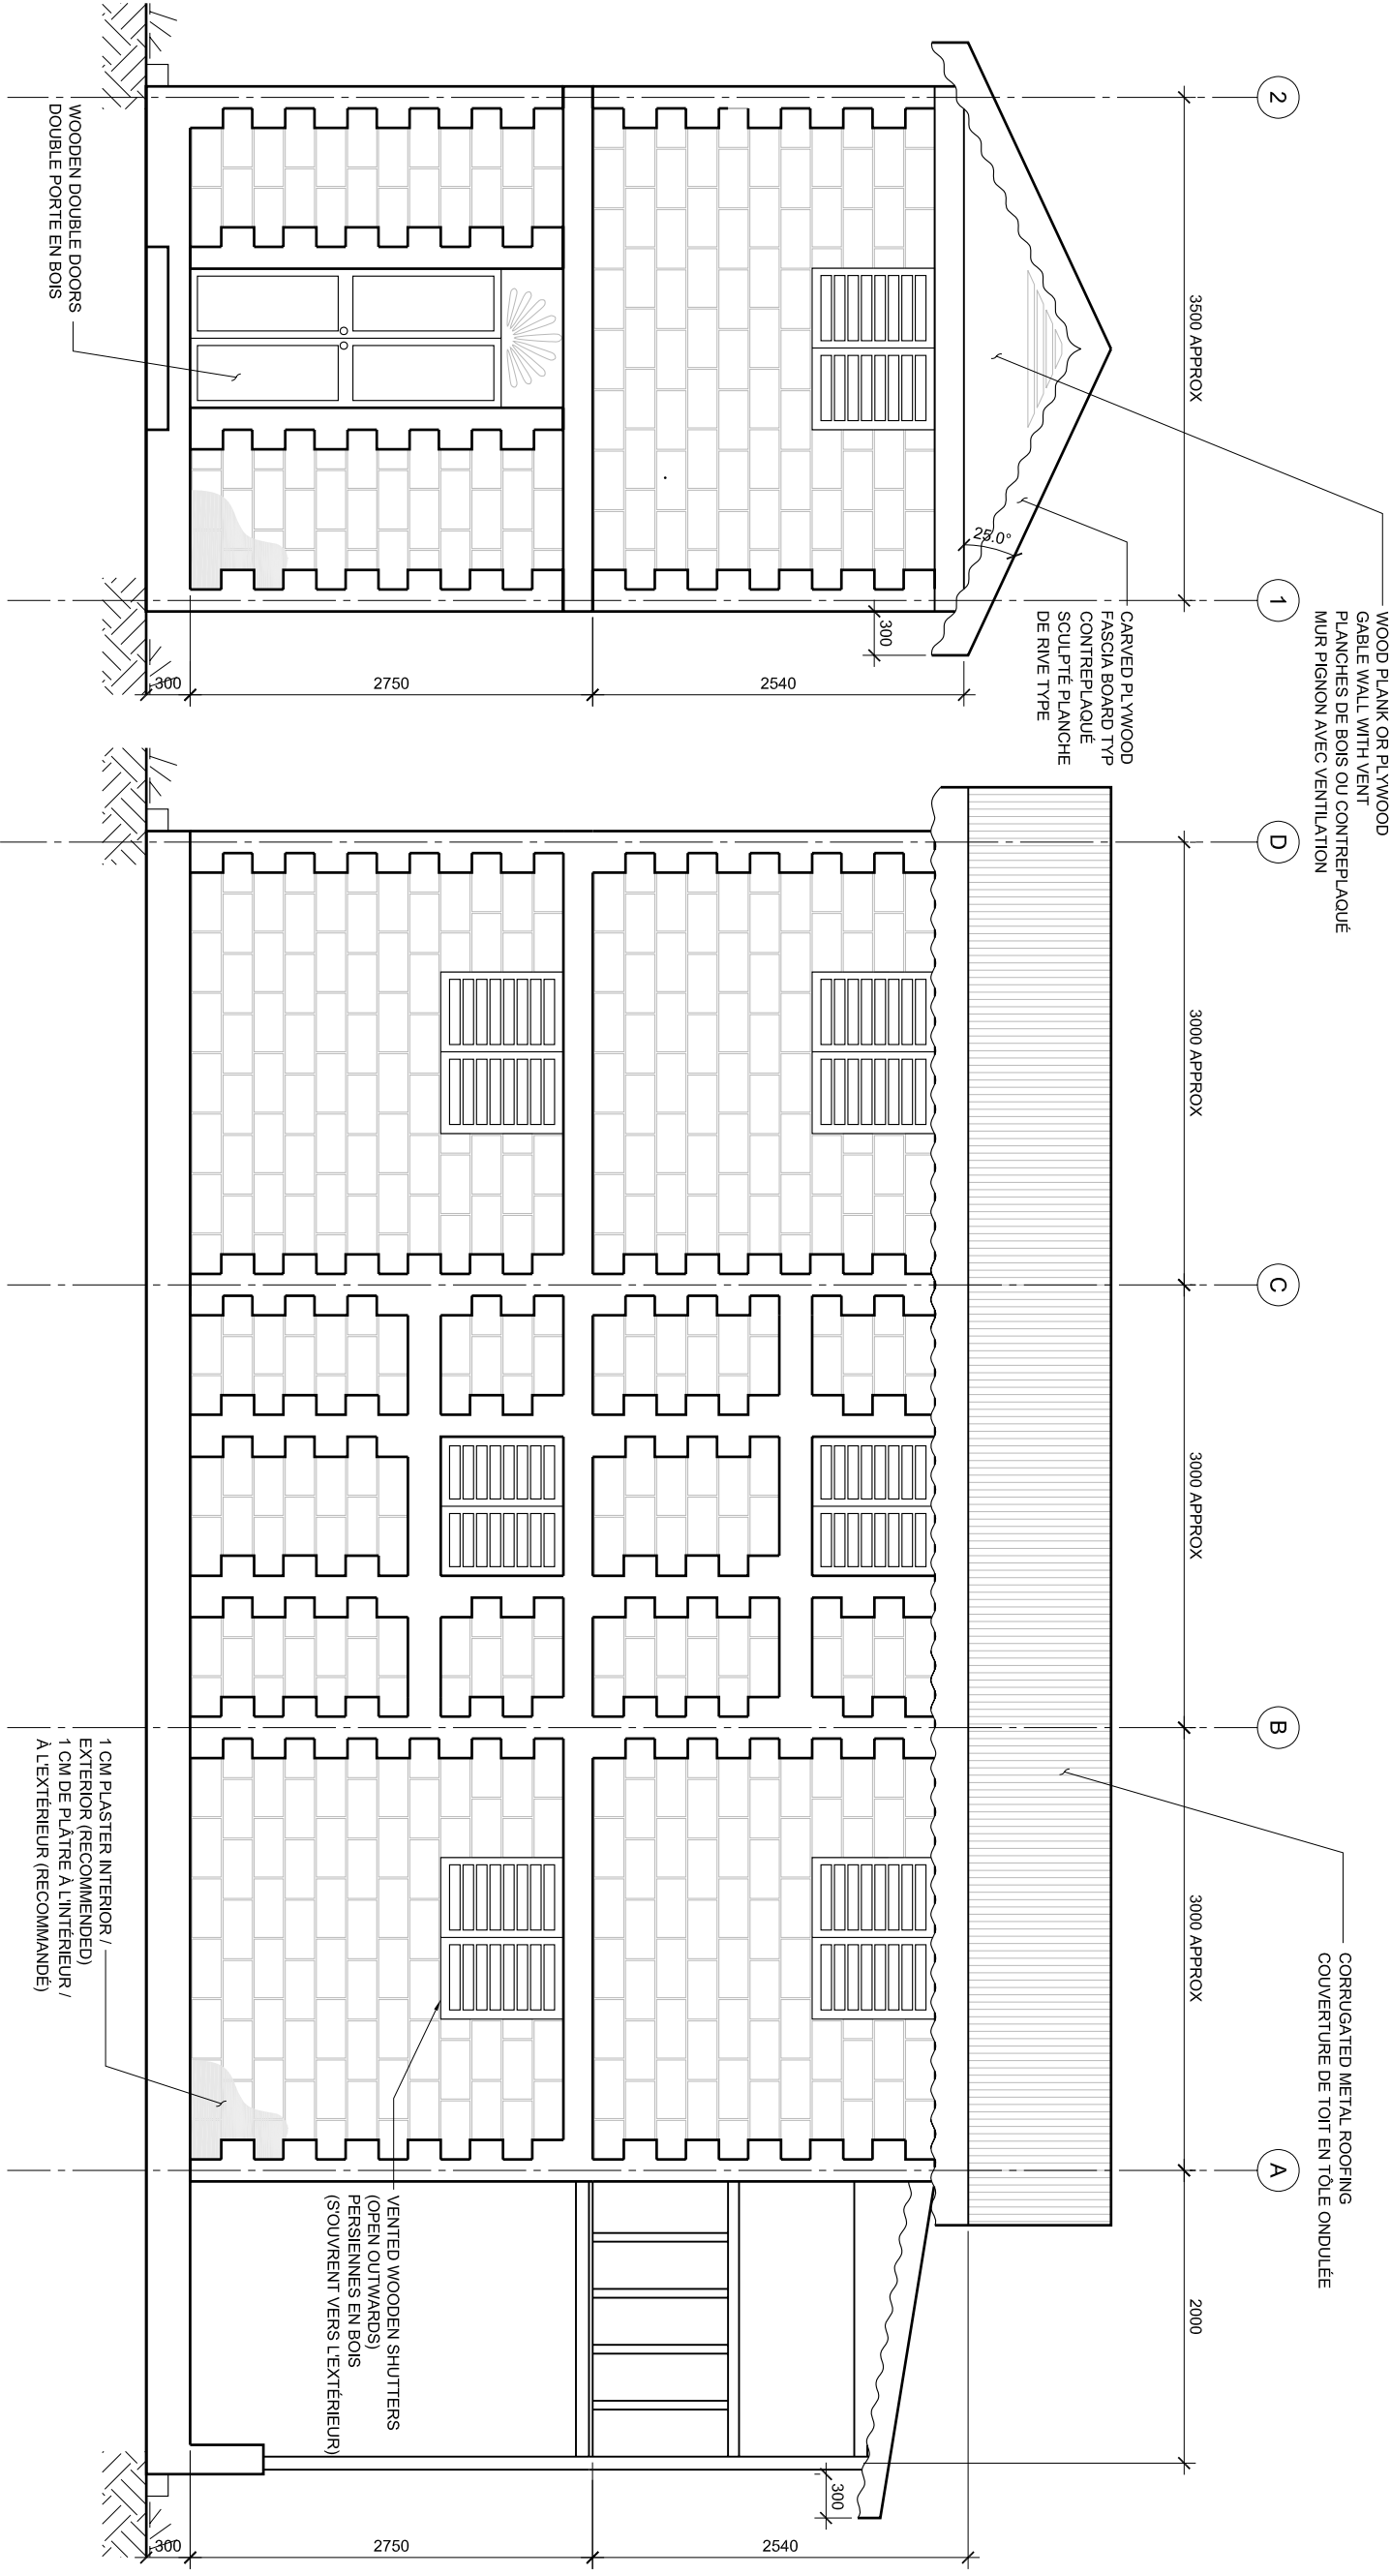 WOOD PLANK OR PLYWOOD
GABLE WALL WITH VENT
PLANCHES DE BOIS OU CONTREPLAQUÉ
MUR PIGNON AVEC VENTILATION
CORRUGATED METAL ROOFING
COUVERTURE DE TOIT EN TÔLE ONDULÉE
2
1
D
C
B
A
3500 APPROX
3000 APPROX
3000 APPROX
3000 APPROX
2000
CARVED PLYWOOD
FASCIA BOARD TYP
CONTREPLAQUÉ
SCULPTÉ PLANCHE
DE RIVE TYPE
25.0°
300
2540
2750
300
300
2540
2750
300
VENTED WOODEN SHUTTERS
(OPEN OUTWARDS)
PERSIENNES EN BOIS
(S'OUVRENT VERS L'EXTÉRIEUR)
WOODEN DOUBLE DOORS
DOUBLE PORTE EN BOIS
1 CM PLASTER INTERIOR /
EXTERIOR (RECOMMENDED)
1 CM DE PLÂTRE À L'INTÉRIEUR /
À L'EXTÉRIEUR (RECOMMANDÉ)